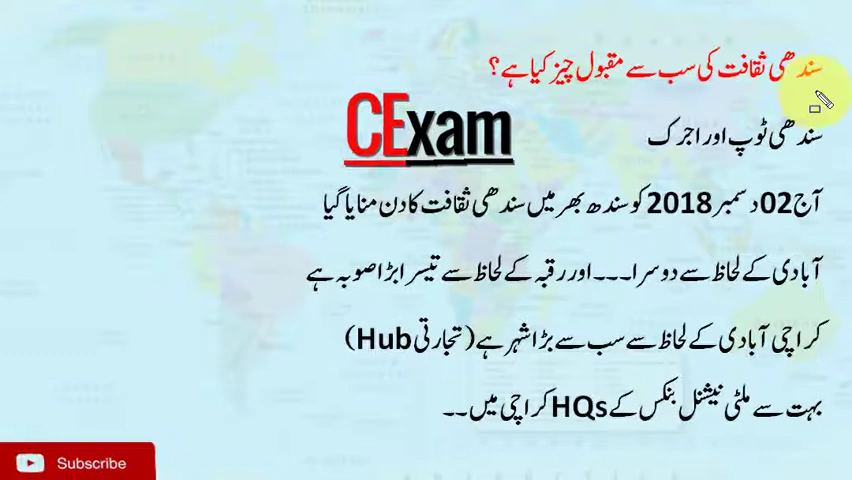 سندھی ثقافت کی سب سے مقبول چیز کیا ہے؟
CExam
سندھی ٹوپ اور اجرک
آج 02 دسمبر 2018 کو سندھ بھر میں سندھی ثقافت کا دن منایا گیا
آبادی کے لحاظ سے دوسرا۔۔۔ اور رقبہ کے لحاظ سے تیسرا بڑا صوبہ ہے
کراچی آبادی کے لحاظ سے سب سے بڑا شہر ہے (تجارتی Hub)
بہت سے ملٹی نیشنل بنکس کے HQs کراچی میں۔۔
Subscribe